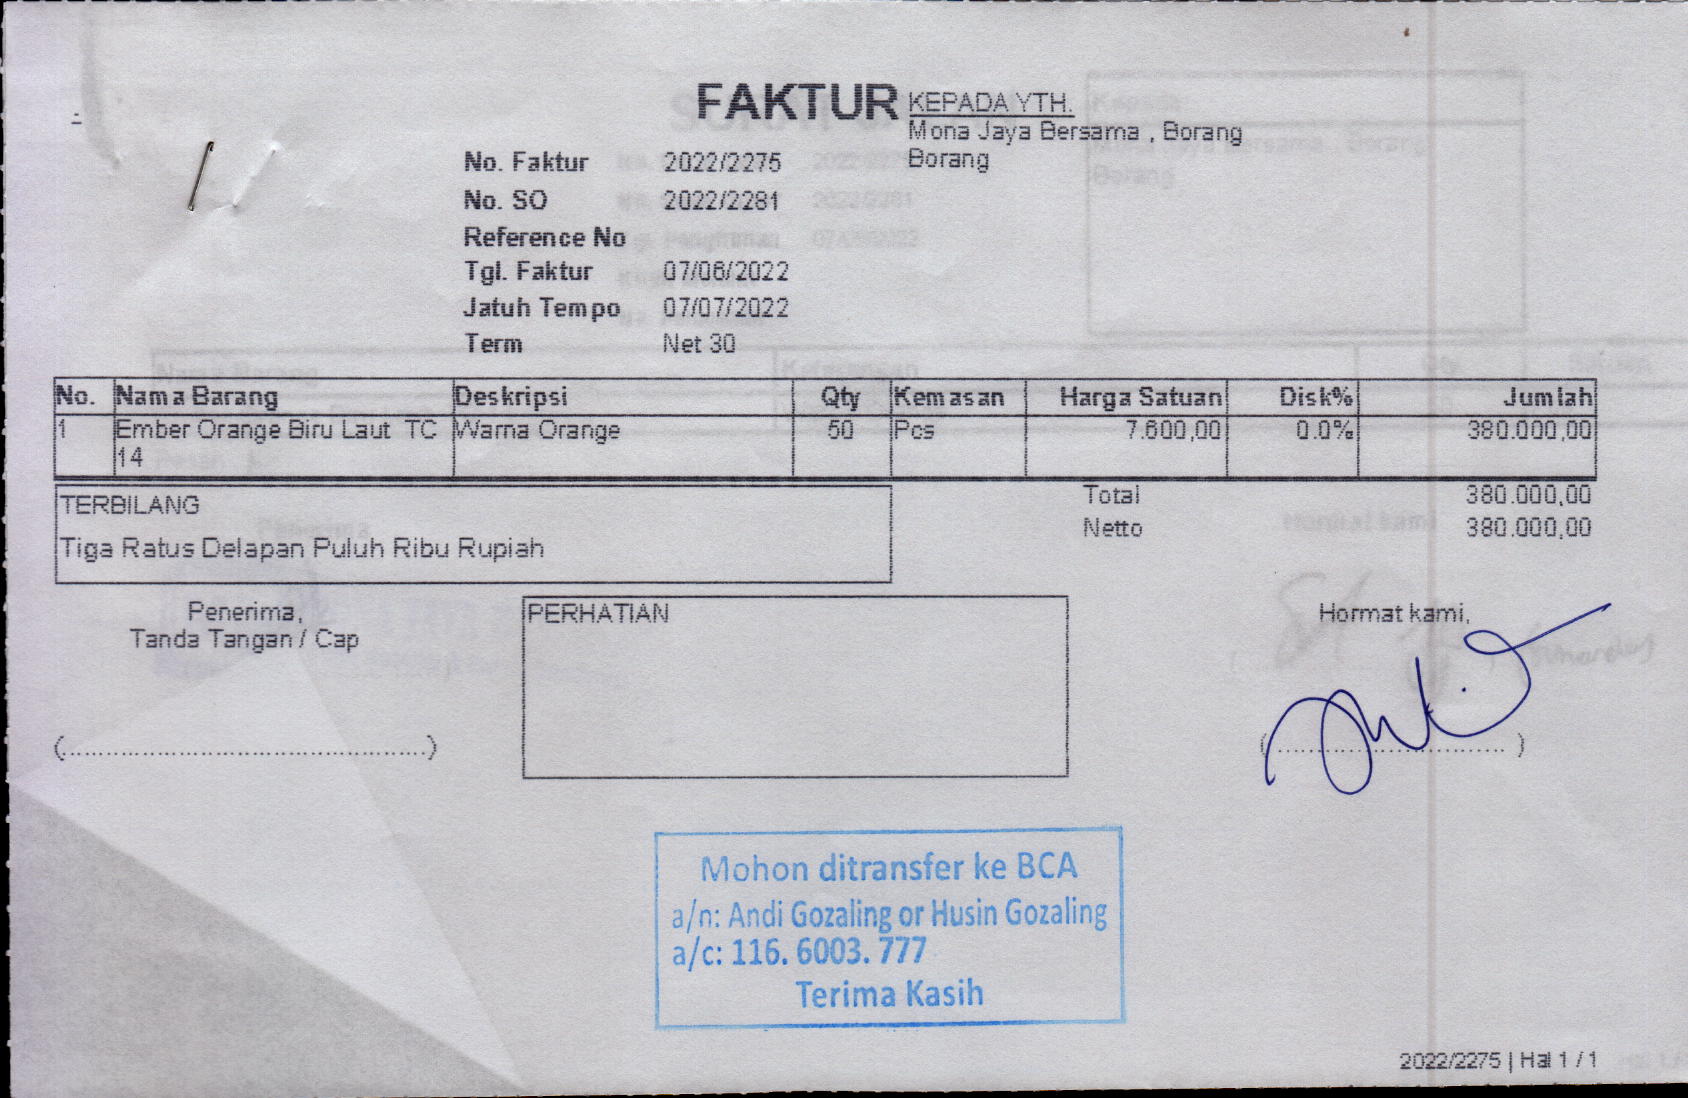 FAKTUR
KEPADA YTH.
Mona Jaya Bersama , Borang
Borang
No. Faktur 2022/2275
No. SO 2022/2281
Reference No
Tgl. Faktur 07/06/2022
Jatuh Tempo 07/07/2022
Term Net 30
No. Nama Barang Deskripsi Qty Kemasan Harga Satuan Disk% Jumlah
1 Ember Orange Biru Laut TC Warna Orange 50 Pcs 7.600,00 0.0% 380.000,00
14
Total 380.000,00
Netto 380.000,00
TERBILANG
Tiga Ratus Delapan Puluh Ribu Rupiah
Penerima,
Tanda Tangan / Cap
(................................................)
PERHATIAN
Hormat kami,
(................................ )
Mohon ditransfer ke BCA
a/n: Andi Gozaling or Husin Gozaling
a/c: 116. 6003. 777
Terima Kasih
2022/2275 | Hal 1 / 1